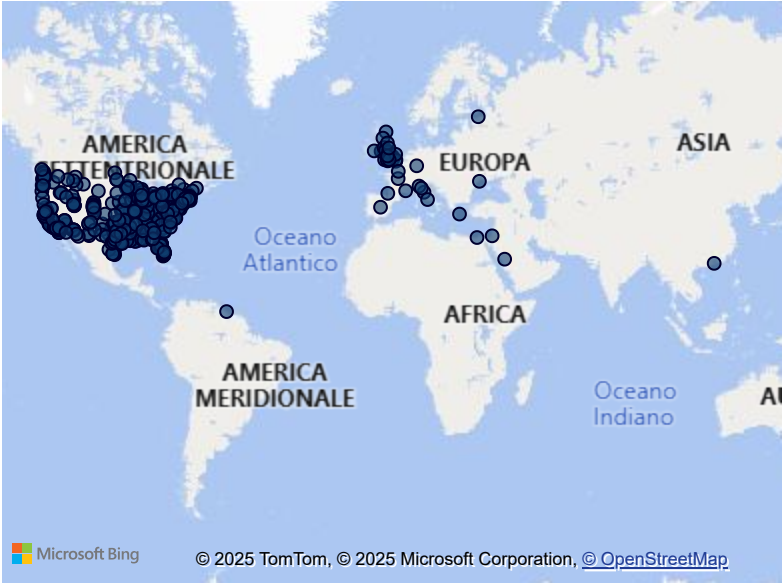 AMERICA
SETTENTRIONALE
EUROPA
ASIA
Oceano
Atlantico
AFRICA
AMERICA
MERIDIONALE
Oceano
Indiano
AU
Microsoft Bing
© 2025 TomTom, © 2025 Microsoft Corporation, © OpenStreetMap